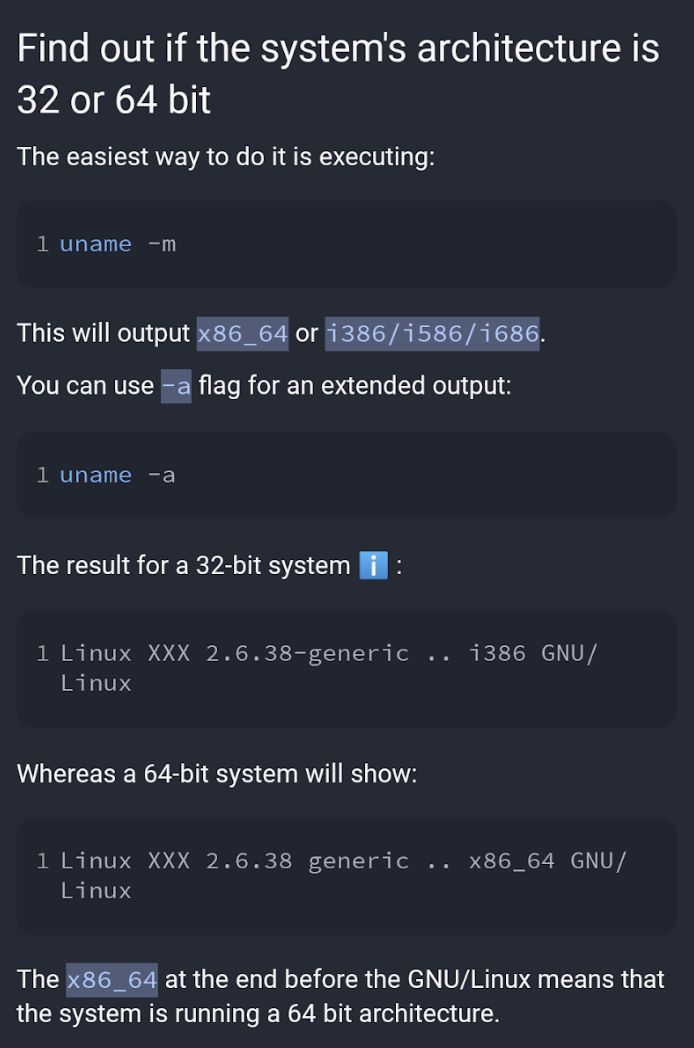 Find out if the system's architecture is
32 or 64 bit
The easiest way to do it is executing:
1 uname -m
This will output x86_64 or i386/i586/i686.
You can use -a flag for an extended output:
1 uname -a
The result for a 32-bit system ℹ️ :
1 Linux XXX 2.6.38-generic .. i386 GNU/
Linux
Whereas a 64-bit system will show:
1 Linux XXX 2.6.38 generic .. x86_64 GNU/
Linux
The x86_64 at the end before the GNU/Linux means that
the system is running a 64 bit architecture.